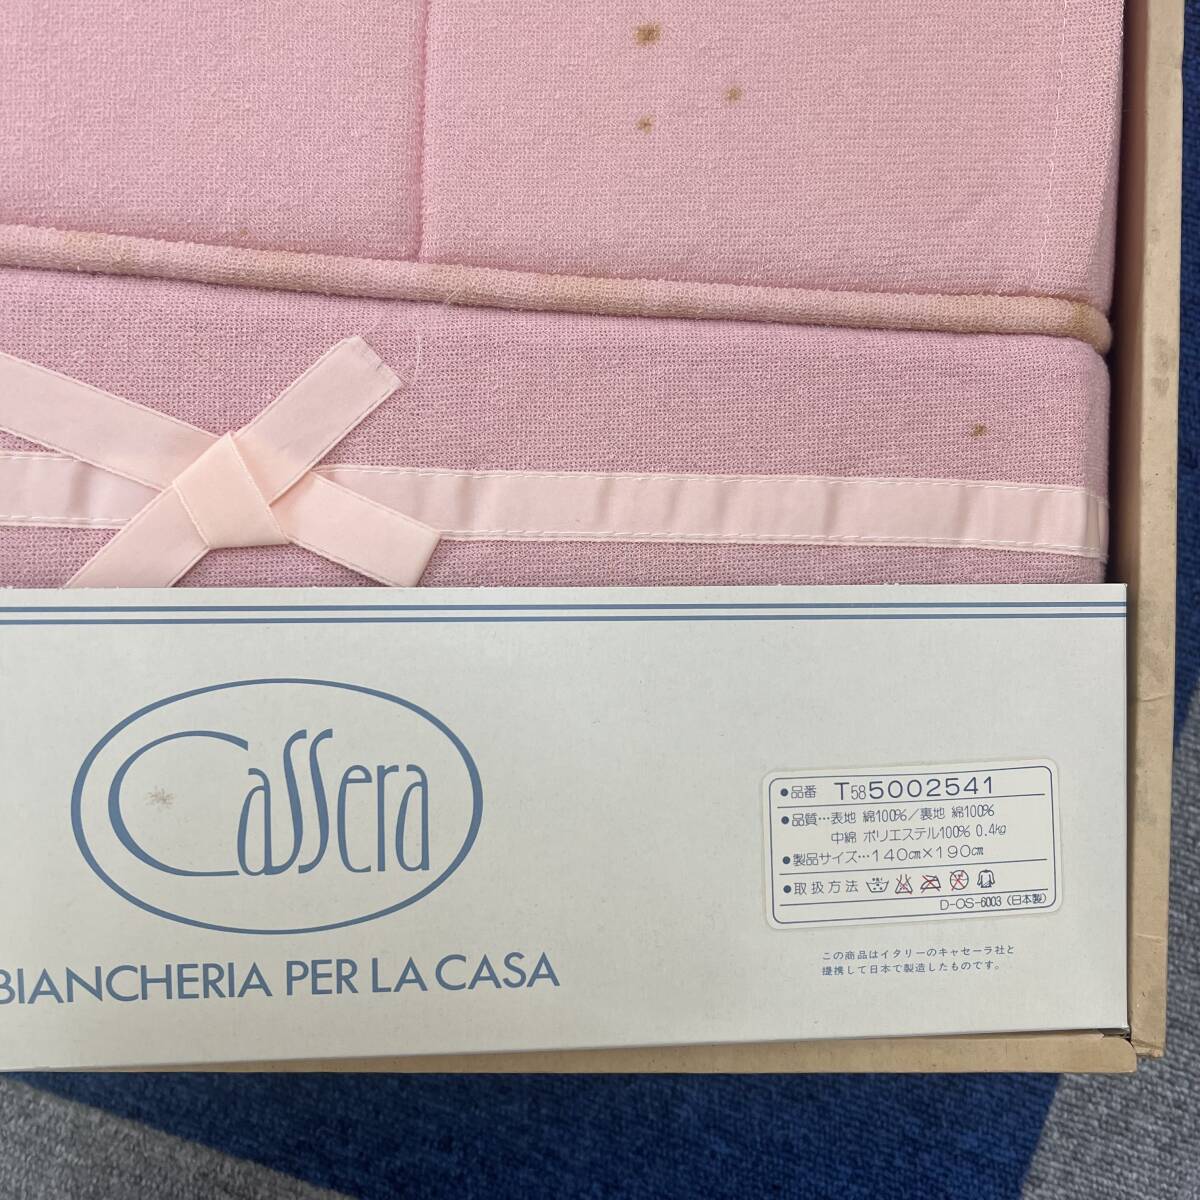 Cassera
BIANCHERIA PER LA CASA
●品番 T58 5002541
●品質…表地 綿100%/裏地 綿100%
中綿 ポリエステル100% 0.4kg
●製品サイズ…140cm×190cm
●取扱方法
D-OS-6003 (日本製)
この商品はイタリーのキャセーラ社と
提携して日本で製造したものです。